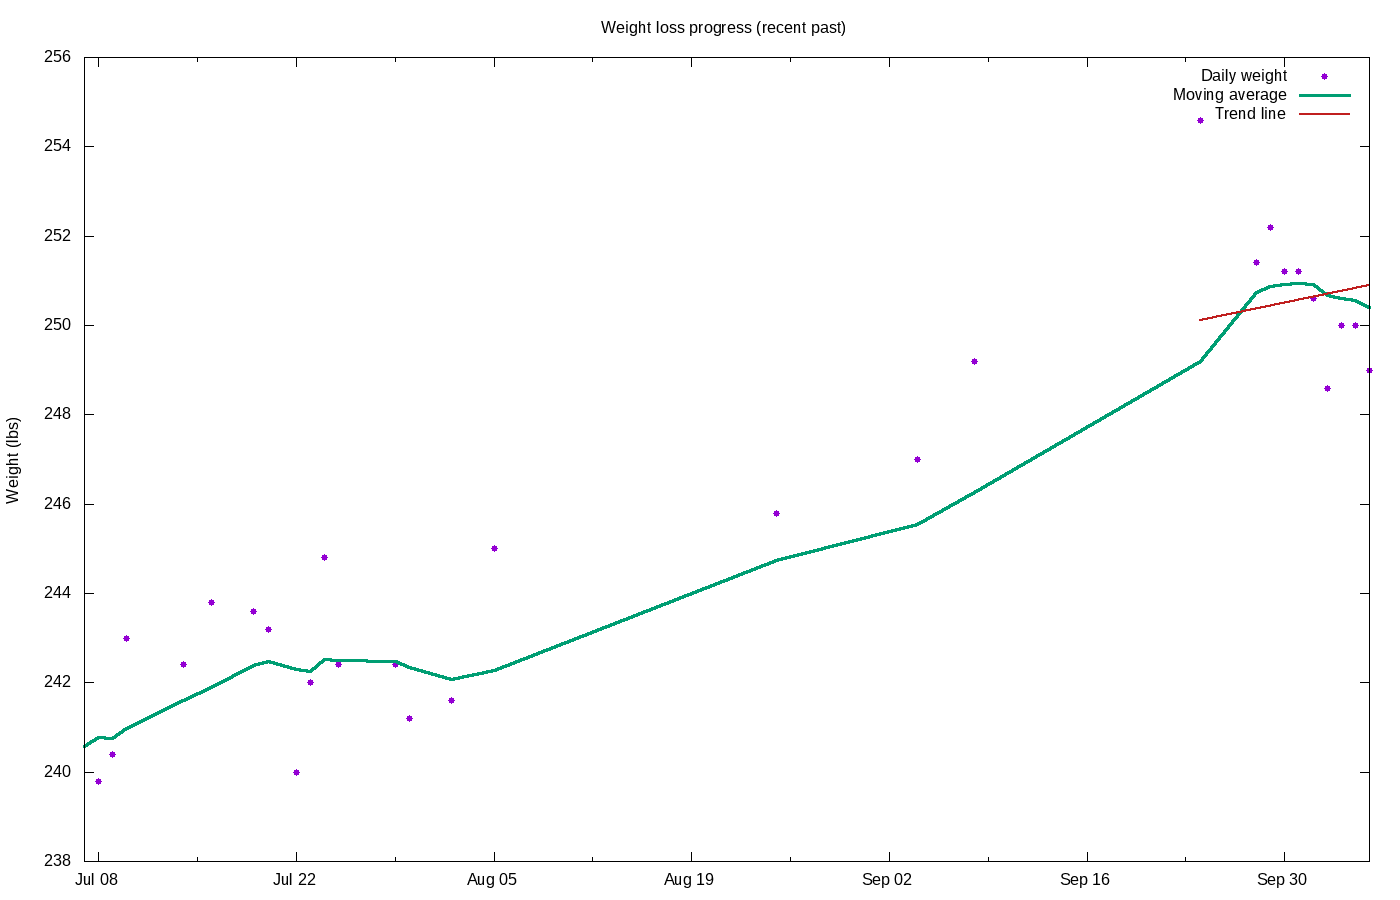 Weight loss progress (recent past)
256
254
252
250
248
246
244
242
240
238
Weight (lbs)
Daily weight
Moving average
Trend line
Jul 08 Jul 22 Aug 05 Aug 19 Sep 02 Sep 16 Sep 30